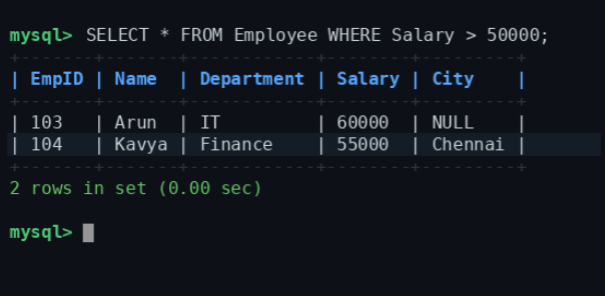 mysql> SELECT * FROM Employee WHERE Salary > 50000;
+-------+-------+------------+--------+---------+
| EmpID | Name  | Department | Salary | City    |
+-------+-------+------------+--------+---------+
| 103   | Arun  | IT         | 60000  | NULL    |
| 104   | Kavya | Finance    | 55000  | Chennai |
+-------+-------+------------+--------+---------+
2 rows in set (0.00 sec)
mysql>